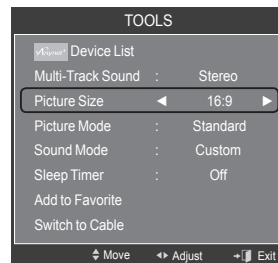 TOOLS
Anynet+ Device List
Multi-Track Sound : Stereo
Picture Size ◄ 16:9 ►
Picture Mode : Standard
Sound Mode : Custom
Sleep Timer : Off
Add to Favorite
Switch to Cable
Move Adjust Exit